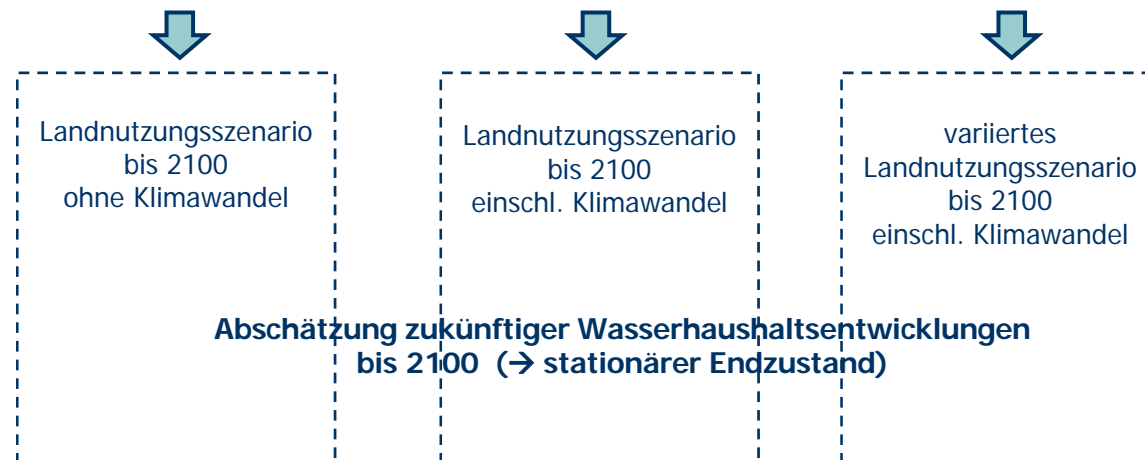 Landnutzungsszenario
bis 2100
ohne Klimawandel
Landnutzungsszenario
bis 2100
einschl. Klimawandel
variiertes
Landnutzungsszenario
bis 2100
einschl. Klimawandel
Abschätzung zukünftiger Wasserhaushaltsentwicklungen
bis 2100 (→ stationärer Endzustand)